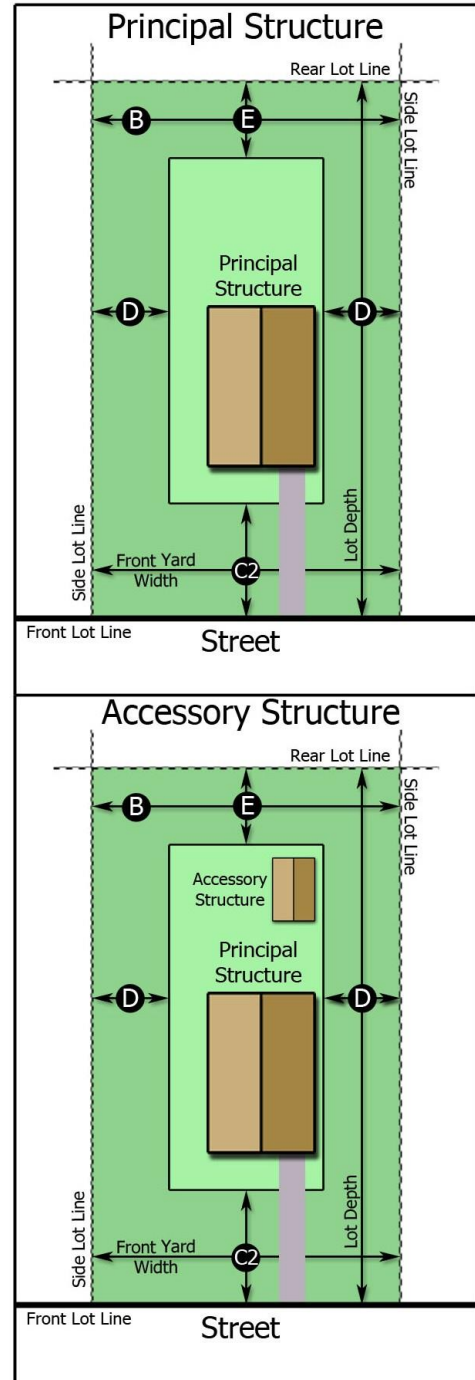 Principal Structure
Rear Lot Line
B
E
Side Lot Line
Principal
Structure
D
D
Side Lot Line
Lot Depth
Front Yard
Width
C2
Front Lot Line
Street
Accessory Structure
Rear Lot Line
B
E
Side Lot Line
Accessory
Structure
Principal
Structure
D
D
Side Lot Line
Lot Depth
Front Yard
Width
C2
Front Lot Line
Street